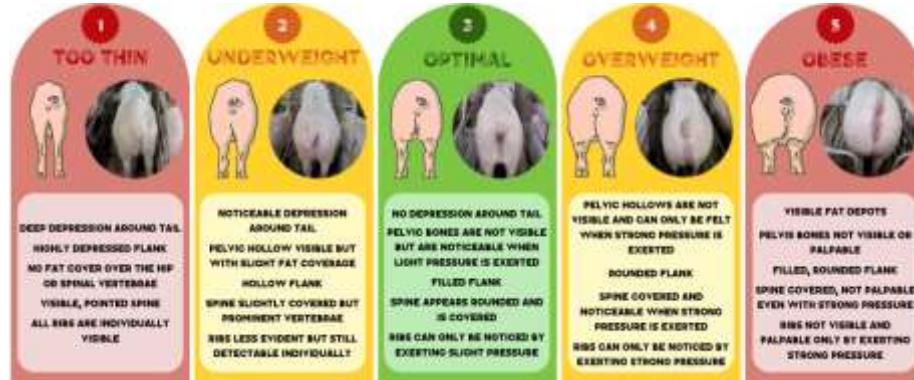 1
TOO THIN
DEEP DEPRESSION AROUND TAIL
HIGHLY DEPRESSED FLANK
NO FAT COVER OVER THE HIP
OR SPINAL VERTEBRAE
VISIBLE, POINTED SPINE
ALL RIBS ARE INDIVIDUALLY
VISIBLE
2
UNDERWEIGHT
NOTICEABLE DEPRESSION
AROUND TAIL
PELVIC HOLLOW VISIBLE BUT
WITH SLIGHT FAT COVERAGE
HOLLOW FLANK
SPINE SLIGHTLY COVERED BUT
PROMINENT VERTEBRAE
RIBS LESS EVIDENT BUT STILL
DETECTABLE INDIVIDUALLY
3
OPTIMAL
NO DEPRESSION AROUND TAIL
PELVIC BONES ARE NOT VISIBLE
BUT ARE NOTICEABLE WHEN
LIGHT PRESSURE IS EXERTED
FILLED FLANK
SPINE APPEARS ROUNDED AND
IS COVERED
RIBS CAN ONLY BE NOTICED BY
EXERTING SLIGHT PRESSURE
4
OVERWEIGHT
PELVIC HOLLOWS ARE NOT
VISIBLE AND CAN ONLY BE FELT
WHEN STRONG PRESSURE IS
EXERTED
ROUNDED FLANK
SPINE COVERED AND
NOTICEABLE WHEN STRONG
PRESSURE IS EXERTED
RIBS CAN ONLY BE NOTICED BY
EXERTING STRONG PRESSURE
5
OBESE
VISIBLE FAT DEPOTS
PELVIS BONES NOT VISIBLE OR
PALPABLE
FILLED, ROUNDED FLANK
SPINE COVERED, NOT PALPABLE
EVEN WITH STRONG PRESSURE
RIBS NOT VISIBLE AND
PALPABLE ONLY BY EXERTING
STRONG PRESSURE